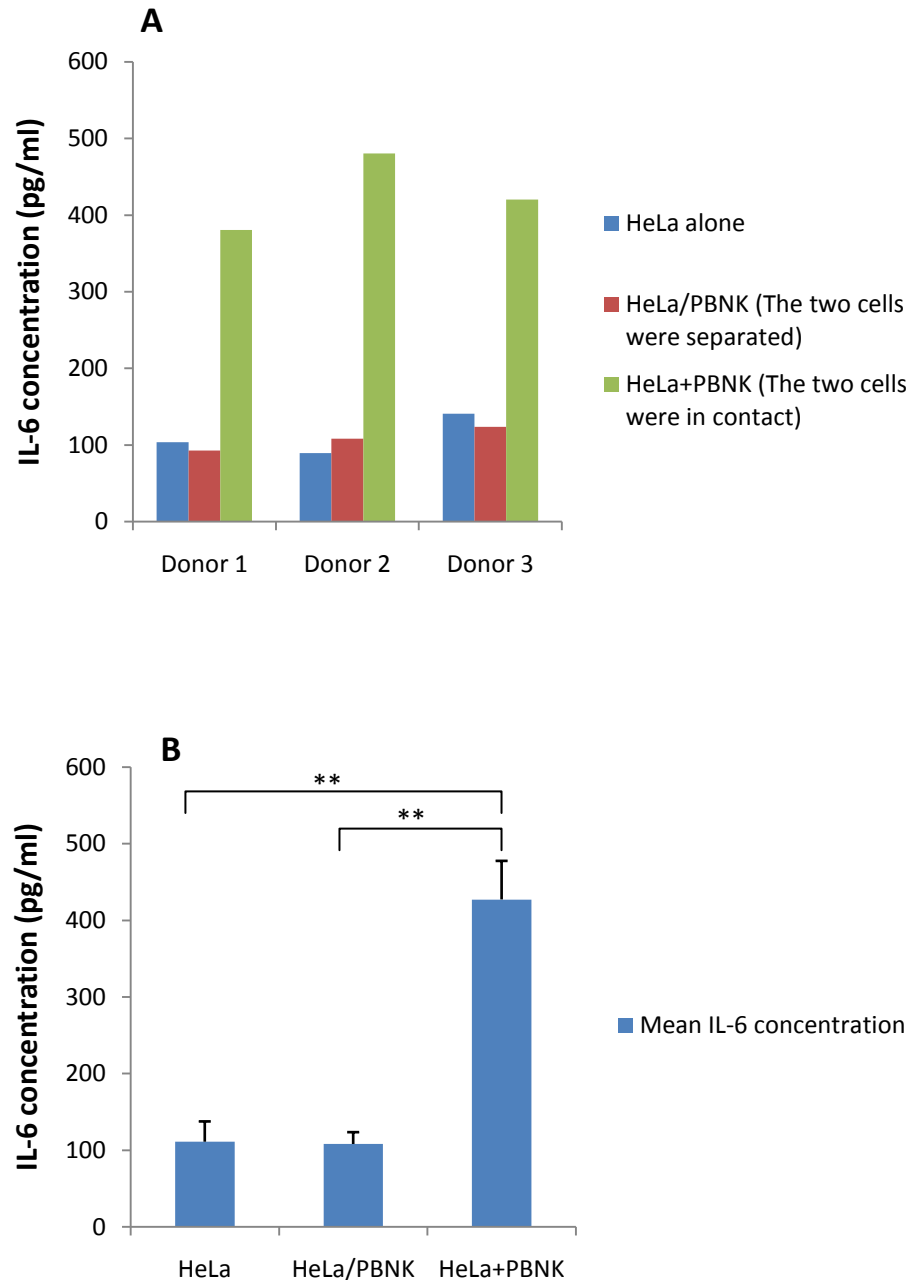 A
IL-6 concentration (pg/ml)
600
500
400
300
200
100
0
Donor 1 Donor 2 Donor 3
HeLa alone
HeLa/PBNK (The two cells
were separated)
HeLa+PBNK (The two cells
were in contact)
B
IL-6 concentration (pg/ml)
600
500
400
300
200
100
0
**
**
HeLa HeLa/PBNK HeLa+PBNK
Mean IL-6 concentration